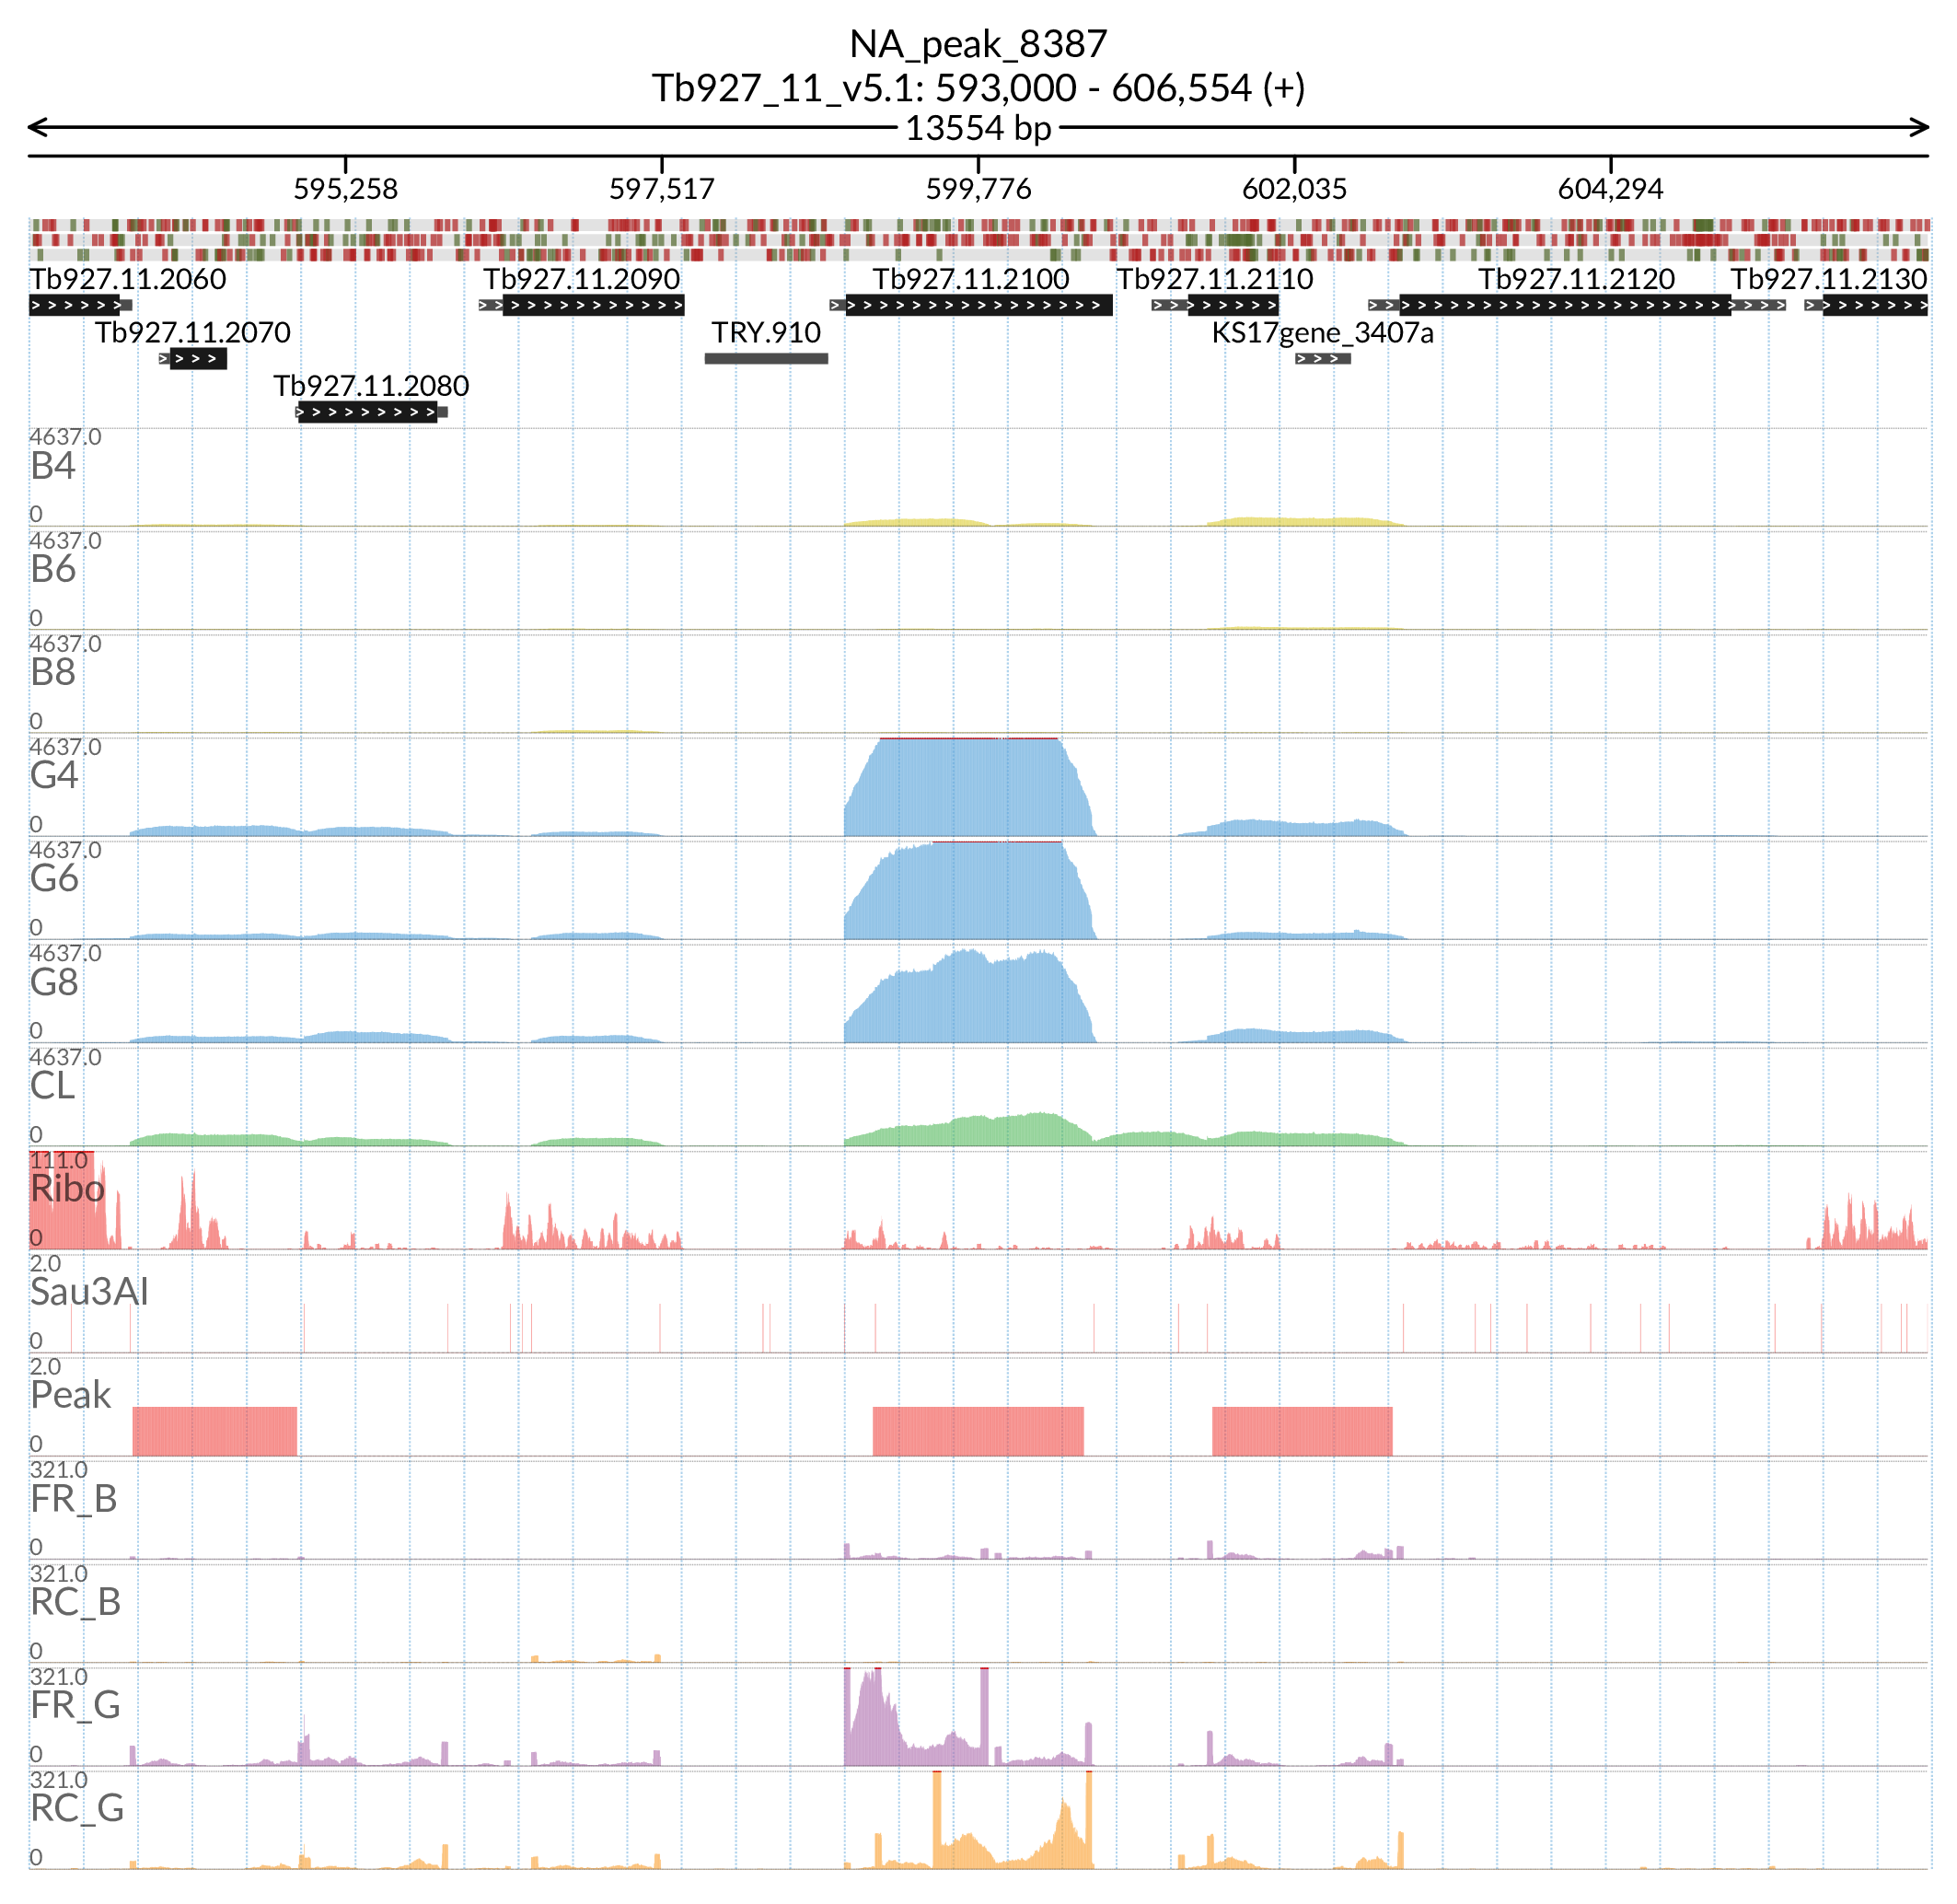 NA_peak_8387
Tb927_11_v5.1: 593,000 - 606,554 (+)
13554 bp
595,258 597,517 599,776 602,035 604,294
Tb927.11.2060 Tb927.11.2090 Tb927.11.2100 Tb927.11.2110 Tb927.11.2120 Tb927.11.2130
Tb927.11.2070 TRY.910 KS17gene_3407a
Tb927.11.2080
4637.0
B4
0
4637.0
B6
0
4637.0
B8
0
4637.0
G4
0
4637.0
G6
0
4637.0
G8
0
4637.0
CL
0
111.0
Ribo
0
2.0
Sau3AI
0
2.0
Peak
0
321.0
FR_B
0
321.0
RC_B
0
321.0
FR_G
0
321.0
RC_G
0